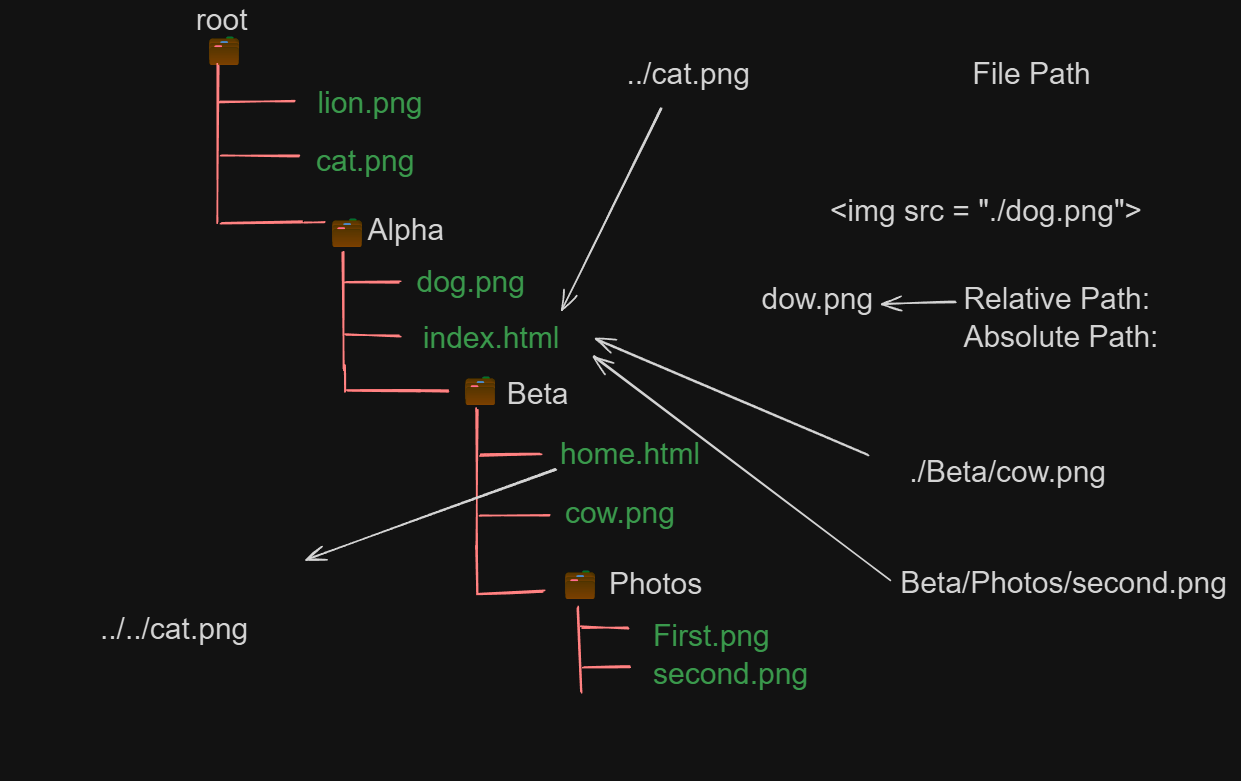 root
lion.png
cat.png
Alpha
dog.png
index.html
Beta
home.html
cow.png
Photos
First.png
second.png
../../cat.png
../cat.png
File Path
<img src = "./dog.png">
dow.png
Relative Path:
Absolute Path:
./Beta/cow.png
Beta/Photos/second.png